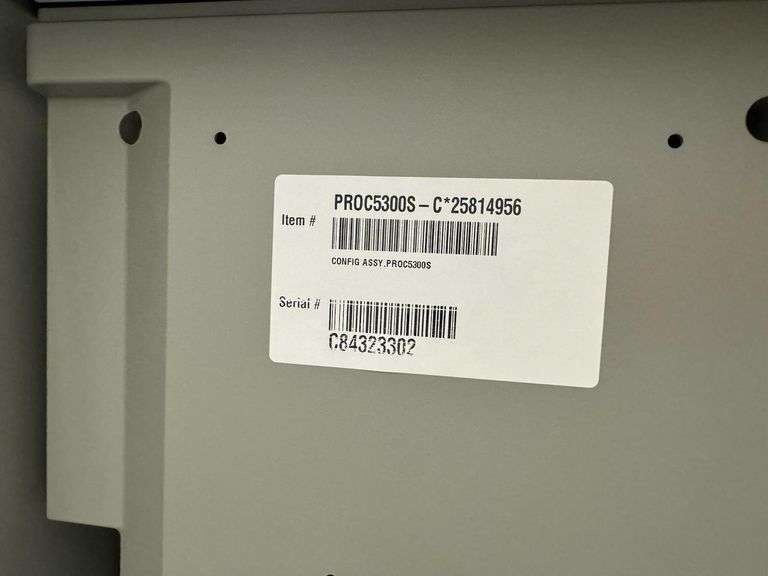 PROC5300S – C*25814956
Item #
CONFIG ASSY.PROC5300S
Serial #
C84323302